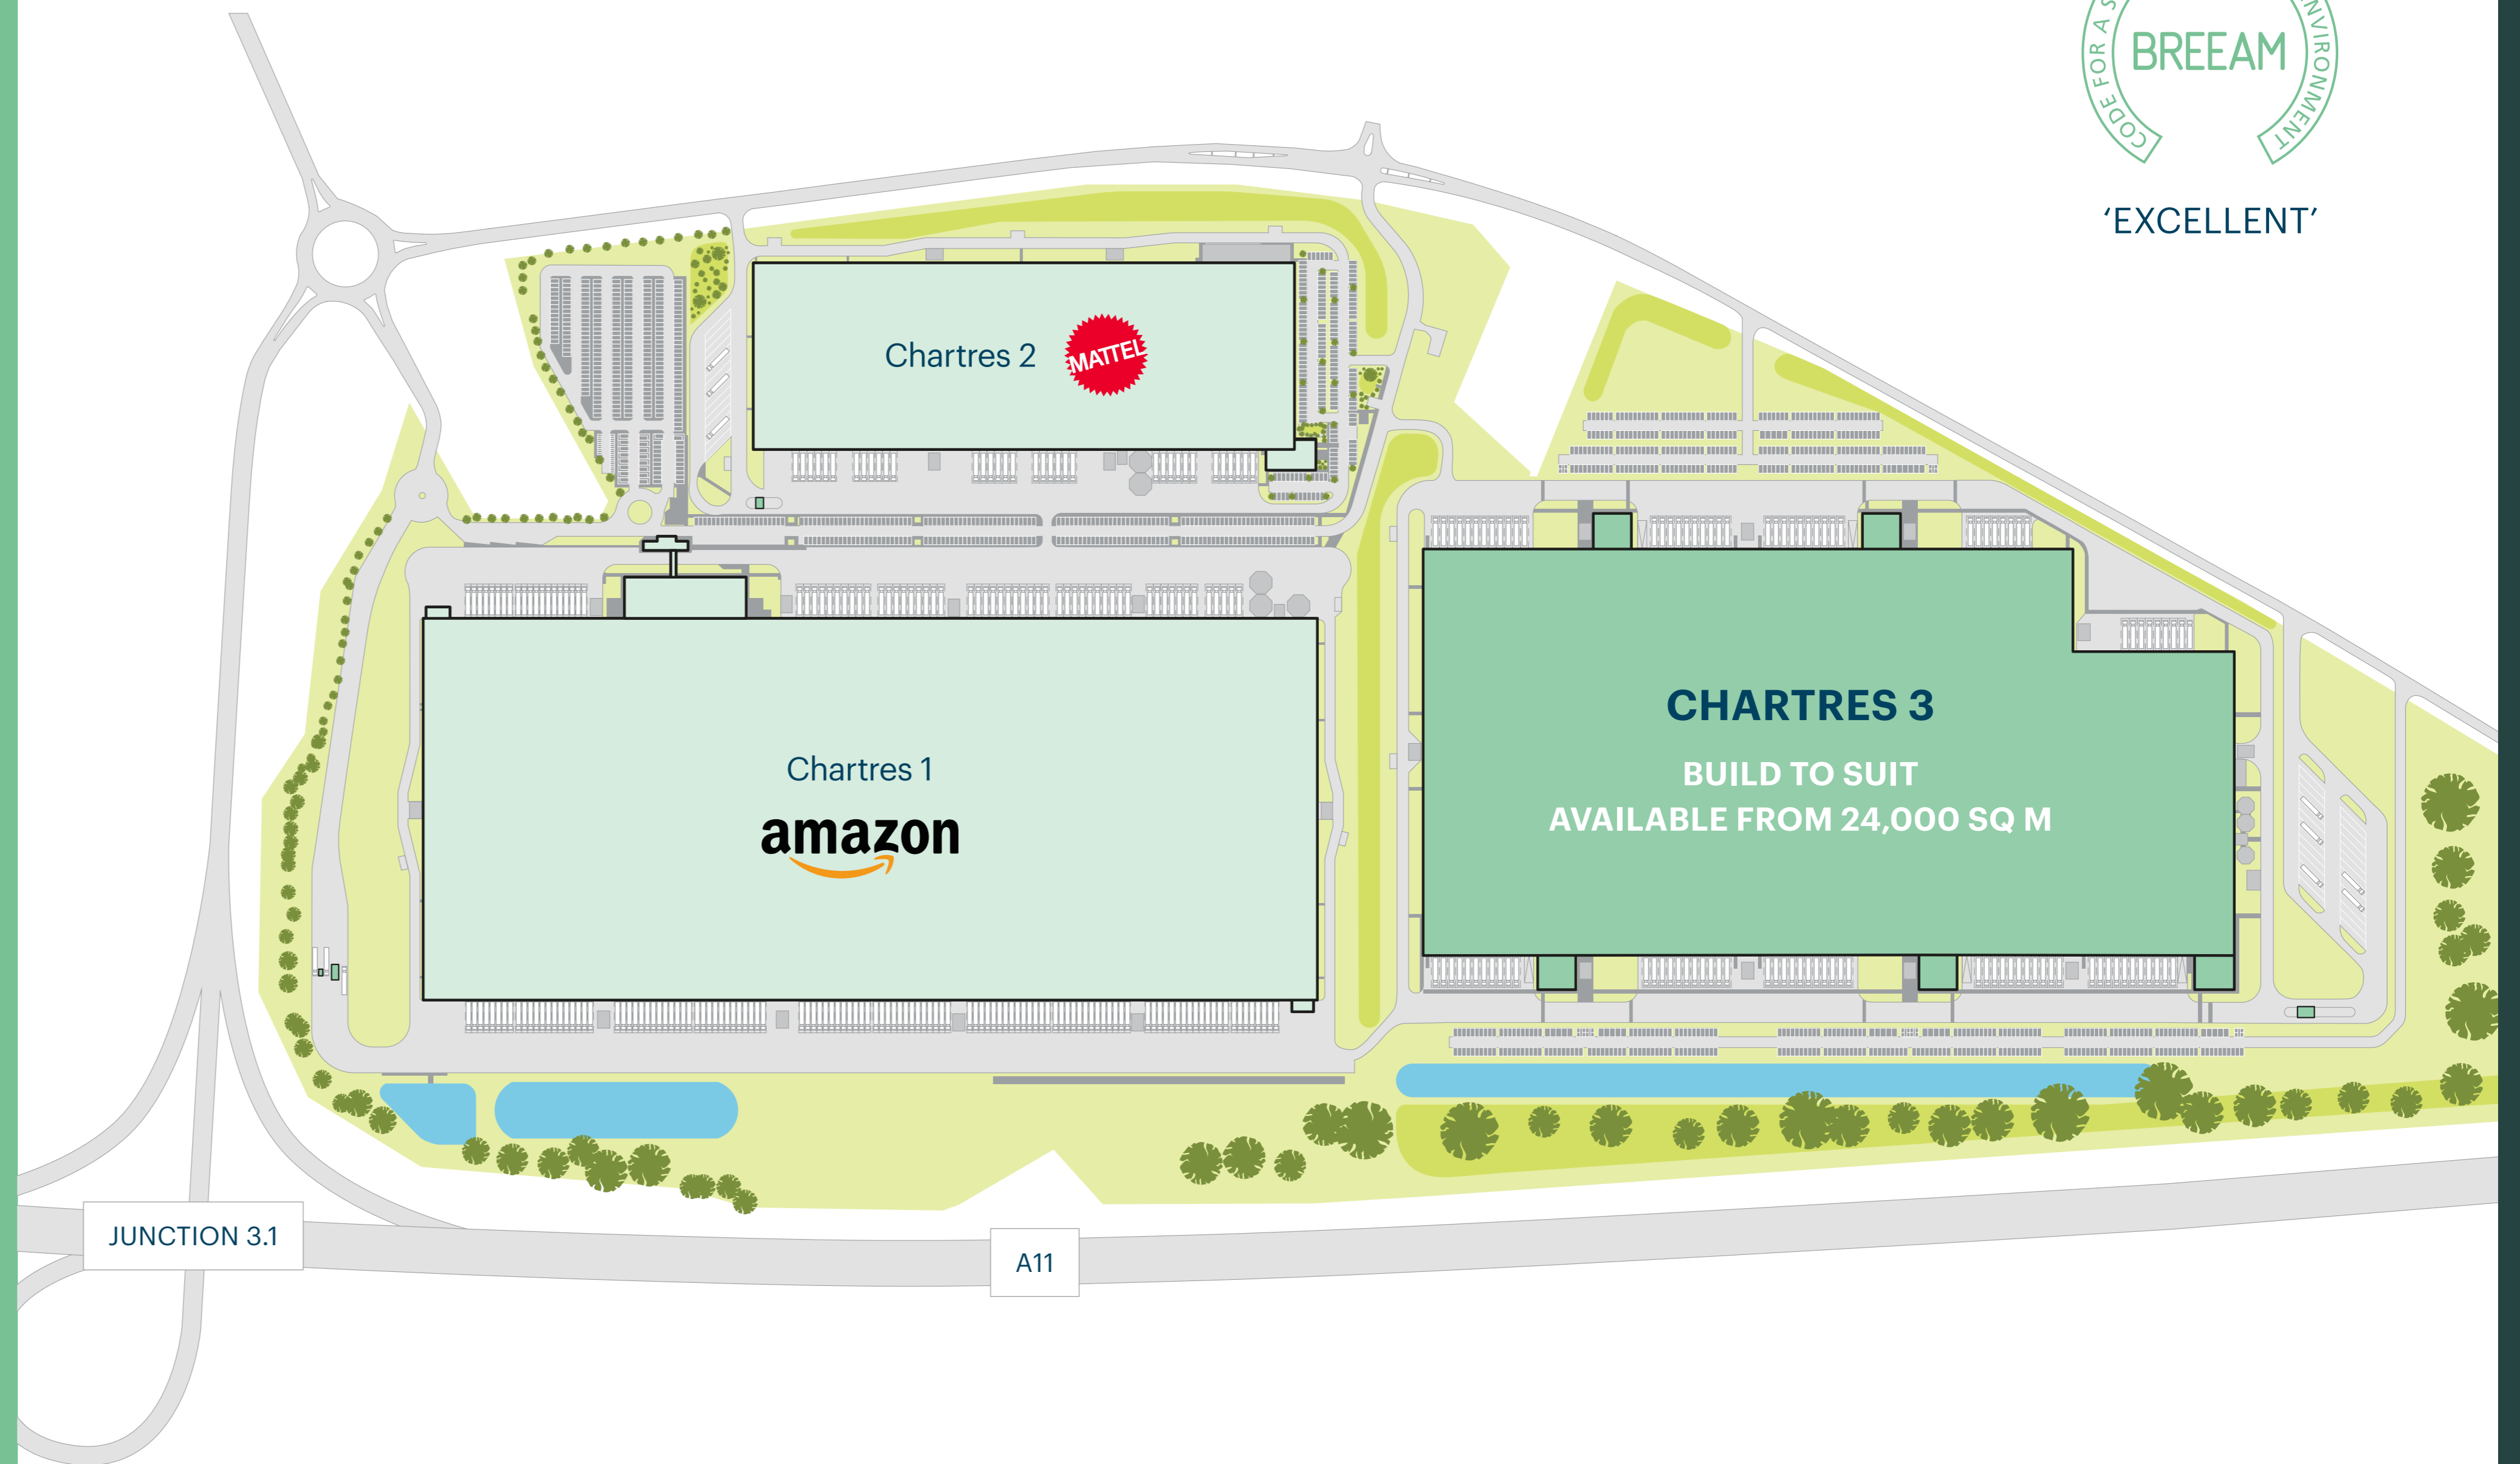 CODE FOR A S
NVIRONMENT
BREEAM
‘EXCELLENT’
Chartres 2
MATTEL
CHARTRES 3
BUILD TO SUIT
AVAILABLE FROM 24,000 SQ M
Chartres 1
amazon
JUNCTION 3.1
A11